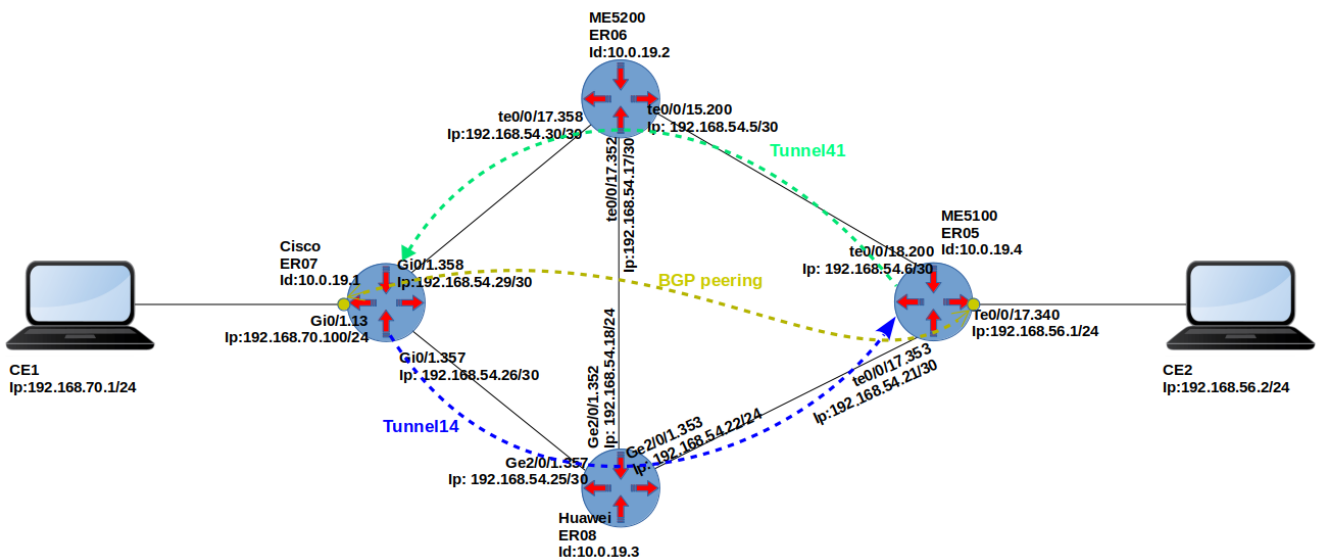 ME5200
ER06
Id:10.0.19.2
te0/0/17.358
Ip:192.168.54.30/30
te0/0/15.200
Ip: 192.168.54.5/30
Tunnel41
te0/0/17.352
Ip:192.168.54.17/30
ME5100
ER05
Id:10.0.19.4
te0/0/18.200
Ip: 192.168.54.6/30
Cisco
ER07
Id:10.0.19.1
Gi0/1.358
Ip:192.168.54.29/30
BGP peering
Gi0/1.13
Ip:192.168.70.100/24
Te0/0/17.340
Ip:192.168.56.1/24
CE1
Ip:192.168.70.1/24
CE2
Ip:192.168.56.2/24
Gi0/1.357
Ip: 192.168.54.26/30
te0/0/17.353
Ip:192.168.54.21/30
Ge2/0/1.352
Ip: 192.168.54.18/24
Tunnel14
Ge2/0/1.353
Ip: 192.168.54.22/24
Ge2/0/1.357
Ip: 192.168.54.25/30
Huawei
ER08
Id:10.0.19.3